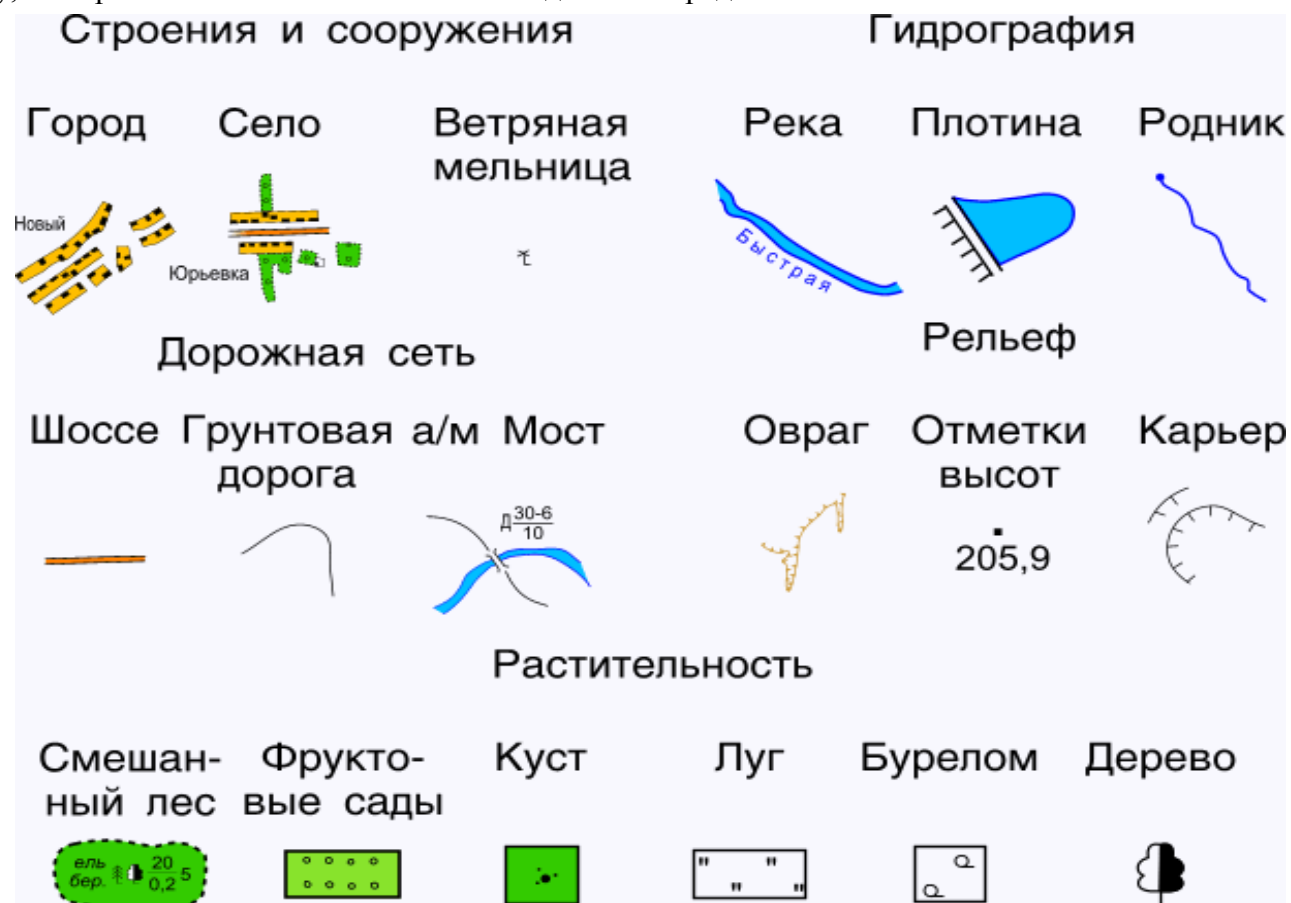 Строения и сооружения
Гидрография
Город
Село
Ветряная
мельница
Река
Плотина
Родник
Новый
Юрьевка
Быстрая
Дорожная сеть
Рельеф
Шоссе
Грунтовая а/м
дорога
Мост
Овраг
Отметки
высот
Карьер
Д 30-6
10
205,9
Растительность
Смешан-
ный лес
Фрукто-
вые сады
Куст
Луг
Бурелом
Дерево
ель 20
бер. 0,2 5